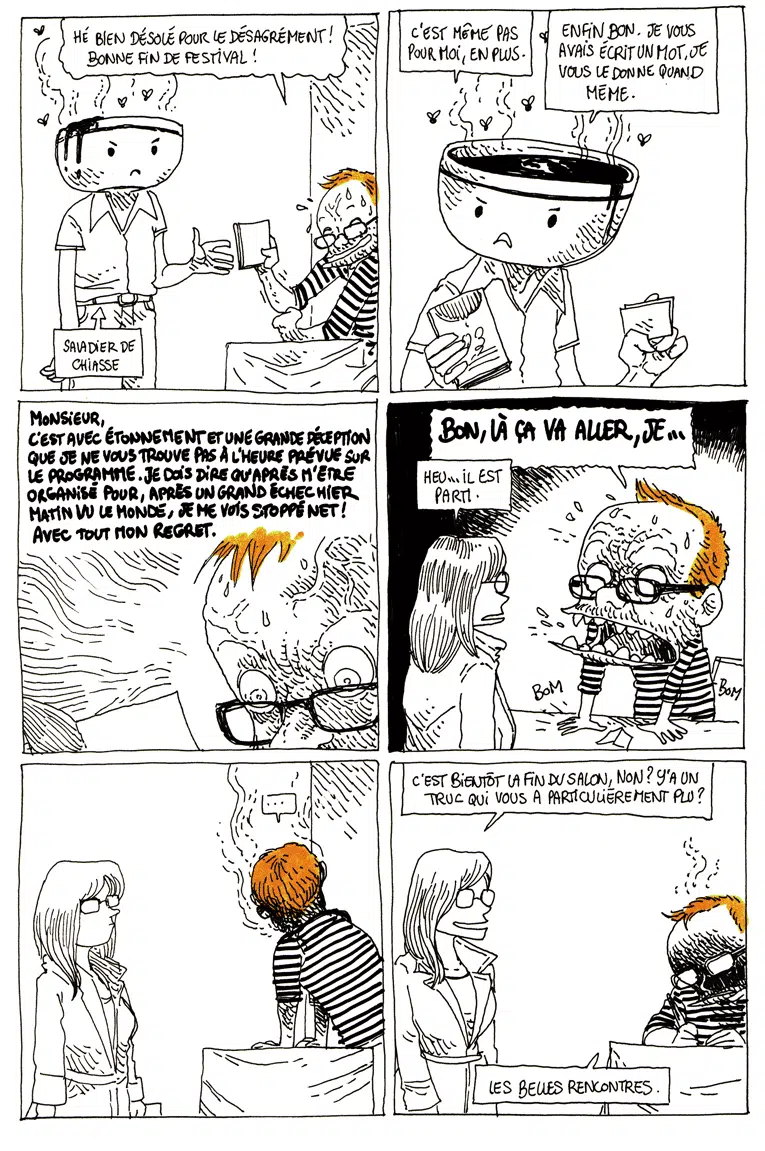 HÉ BIEN DÉSOLÉ POUR LE DÉSAGRÉMENT !
BONNE FIN DE FESTIVAL !
SALADIER DE
CHIASSE
C'EST MÊME PAS
POUR MOI, EN PLUS.
ENFIN BON. JE VOUS
AVAIS ÉCRIT UN MOT, JE
VOUS LE DONNE QUAND
MÊME.
MONSIEUR,
C'EST AVEC ÉTONNEMENT ET UNE GRANDE DÉCEPTION
QUE JE NE VOUS TROUVE PAS À L'HEURE PRÉVUE SUR
LE PROGRAMME. JE DOIS DIRE QU'APRÈS M'ÊTRE
ORGANISÉ POUR, APRÈS UN GRAND ÉCHEC HIER
MATIN VU LE MONDE, JE ME VOIS STOPPÉ NET !
AVEC TOUT MON REGRET.
BON, LÀ ÇA VA ALLER, JE...
HEU... IL EST
PARTI.
BOM
BOM
...
C'EST BIENTÔT LA FIN DU SALON, NON ? Y'A UN
TRUC QUI VOUS A PARTICULIÈREMENT PLU ?
LES BELLES RENCONTRES.